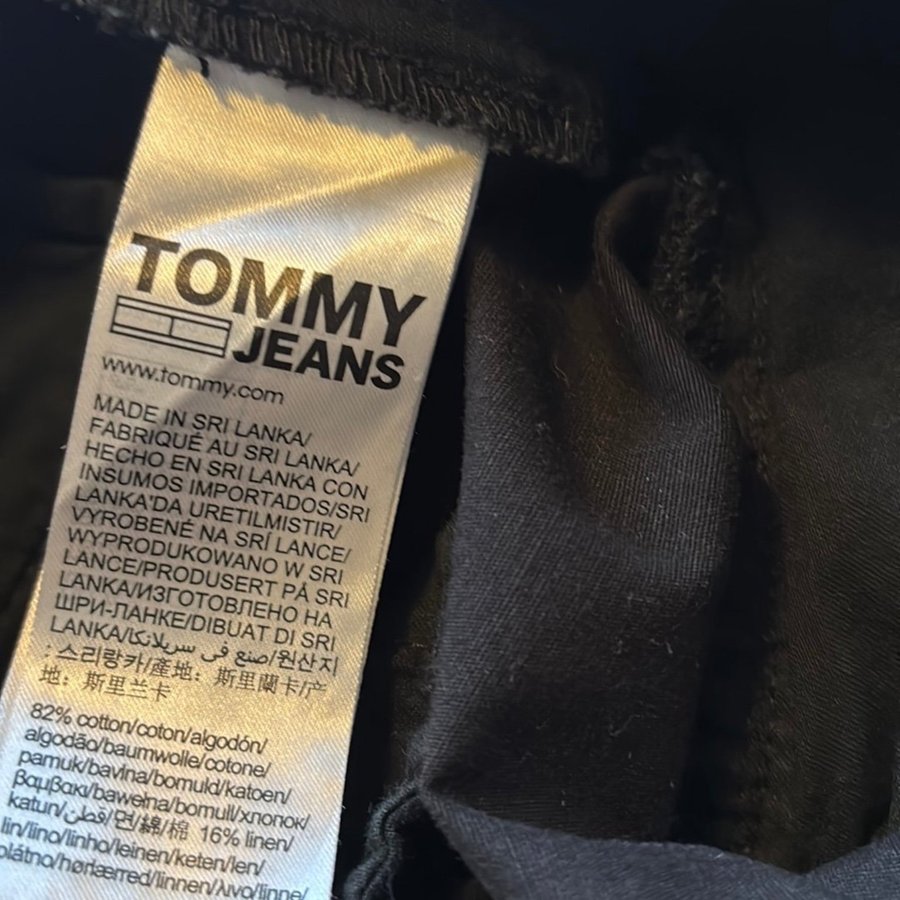 TOMMY
JEANS
www.tommy.com
MADE IN SRI LANKA/
FABRIQUÉ AU SRI LANKA/
HECHO EN SRI LANKA CON
INSUMOS IMPORTADOS/SRI
LANKA'DA URETILMISTIR/
VYROBENÉ NA SRÍ LANCE/
WYPRODUKOWANO W SRI
LANCE/PRODUSERT PÅ SRI
LANKA/ИЗГОТОВЛЕНО НА
ШРИ-ЛАНКЕ/DIBUAT DI SRI
LANKA/صنع في سريلانكا/원산지
: 스리랑카/產地: 斯里蘭卡/产
地: 斯里兰卡
82% cotton/coton/algodón/
algodão/baumwolle/cotone/
pamuk/bavlna/bomuld/katoen/
βαμβακι/bawełna/bomull/хлопок/
katun/قطن/면/綿/棉 16% linen/
lin/lino/linho/leinen/keten/len/
plátno/hørlærred/linnen/λινο/linne/